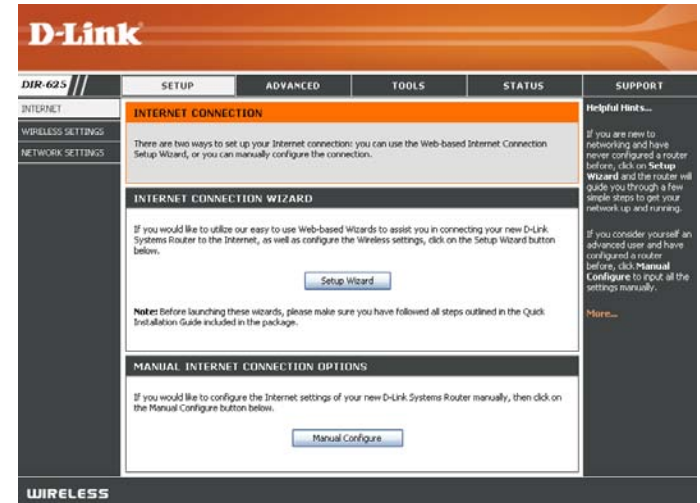 D-Link
DIR-625
SETUP
ADVANCED
TOOLS
STATUS
SUPPORT
INTERNET
WIRELESS SETTINGS
NETWORK SETTINGS
INTERNET CONNECTION
There are two ways to set up your Internet connection: you can use the Web-based Internet Connection
Setup Wizard, or you can manually configure the connection.
INTERNET CONNECTION WIZARD
If you would like to utilize our easy to use Web-based Wizards to assist you in connecting your new D-Link
Systems Router to the Internet, as well as configure the Wireless settings, click on the Setup Wizard button
below.
Setup Wizard
Note: Before launching these wizards, please make sure you have followed all steps outlined in the Quick
Installation Guide included in the package.
MANUAL INTERNET CONNECTION OPTIONS
If you would like to configure the Internet settings of your new D-Link Systems Router manually, then click on
the Manual Configure button below.
Manual Configure
Helpful Hints...
If you are new to
networking and have
never configured a router
before, click on Setup
Wizard and the router will
guide you through a few
simple steps to get your
network up and running.
If you consider yourself an
advanced user and have
configured a router
before, click Manual
Configure to input all the
settings manually.
More...
WIRELESS